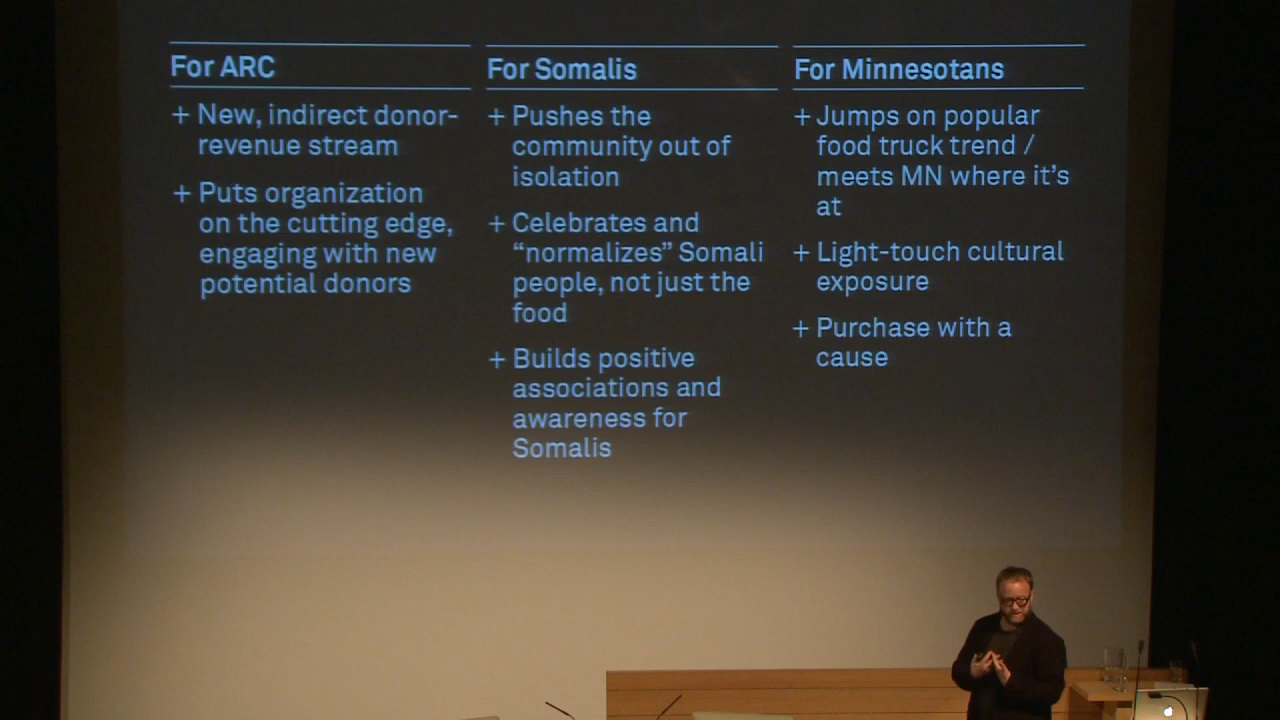 For ARC
+ New, indirect donor-
revenue stream
+ Puts organization
on the cutting edge,
engaging with new
potential donors
For Somalis
+ Pushes the
community out of
isolation
+ Celebrates and
“normalizes” Somali
people, not just the
food
+ Builds positive
associations and
awareness for
Somalis
For Minnesotans
+ Jumps on popular
food truck trend /
meets MN where it’s
at
+ Light-touch cultural
exposure
+ Purchase with a
cause